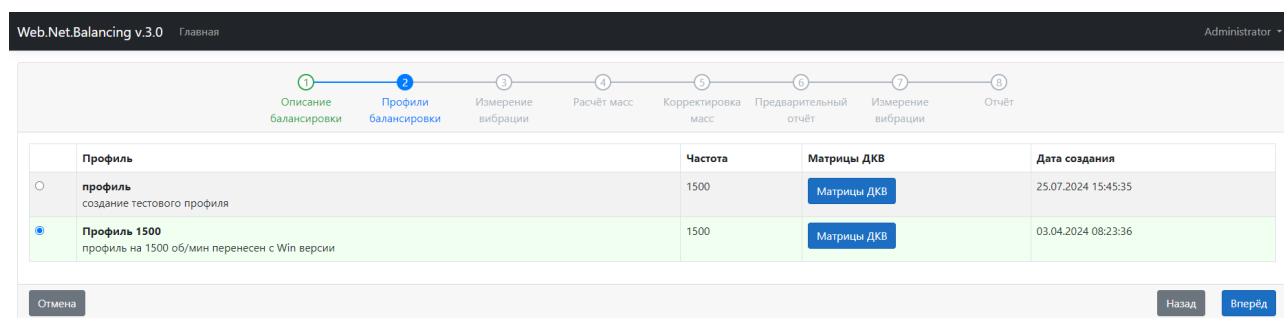 Web.Net.Balancing v.3.0 Главная Administrator
1 2 3 4 5 6 7 8
Описание балансировки
Профили балансировки
Измерение вибрации
Расчёт масс
Корректировка масс
Предварительный отчёт
Измерение вибрации
Отчёт
Профиль Частота Матрицы ДКВ Дата создания
профиль 1500 Матрицы ДКВ 25.07.2024 15:45:35
создание тестового профиля
Профиль 1500 1500 Матрицы ДКВ 03.04.2024 08:23:36
профиль на 1500 об/мин перенесен с Win версии
Отмена Назад Вперёд